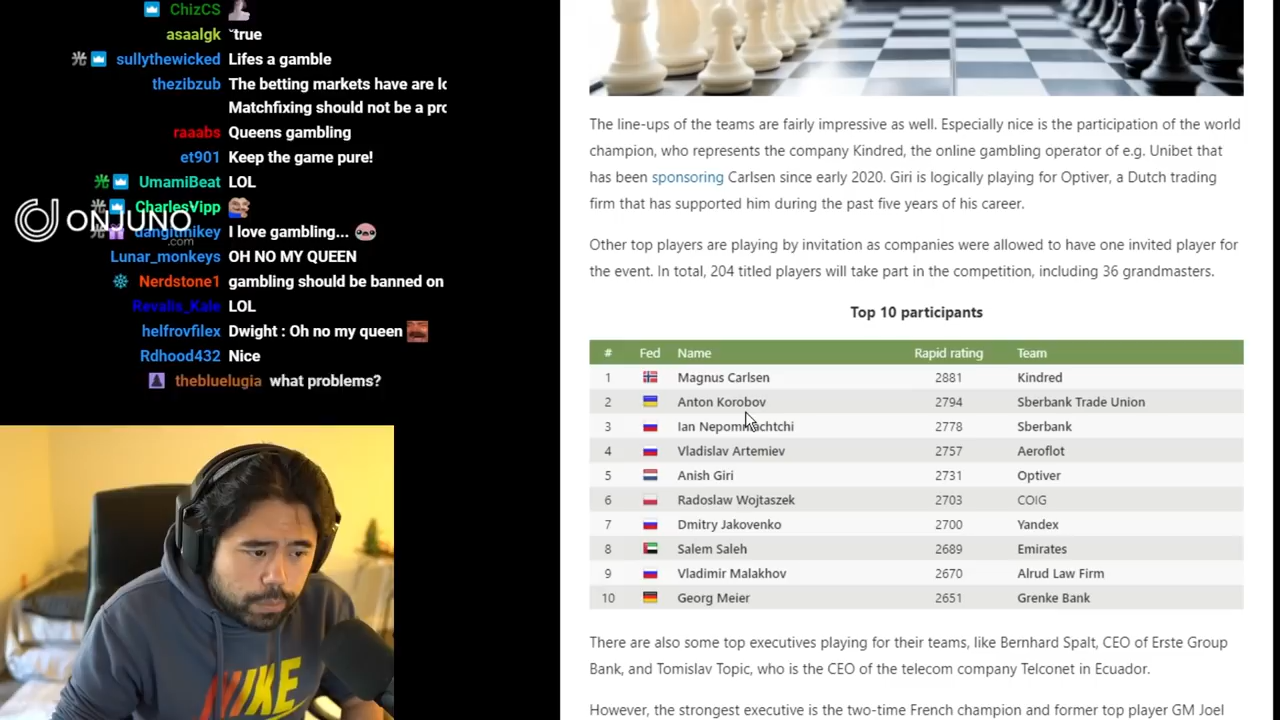 ChizCS
asaalgk ˜true
sullythewicked Lifes a gamble
thezibzub The betting markets have are
Matchfixing should not be a
raaabs Queens gambling
et901 Keep the game pure!
UmamiBeat LOL
CharlesVipp
ONJUNO
.com
dangitmikey I love gambling...
Lunar_monkeys OH NO MY QUEEN
Nerdstone1 gambling should be banned on
Revalis_Kale LOL
helfrovfilex Dwight : Oh no my queen
Rdhood432 Nice
thebluelugia what problems?
NIKE
The line-ups of the teams are fairly impressive as well. Especially nice is the participation of the world
champion, who represents the company Kindred, the online gambling operator of e.g. Unibet that
has been sponsoring Carlsen since early 2020. Giri is logically playing for Optiver, a Dutch trading
firm that has supported him during the past five years of his career.
Other top players are playing by invitation as companies were allowed to have one invited player for
the event. In total, 204 titled players will take part in the competition, including 36 grandmasters.
Top 10 participants
# Fed Name Rapid rating Team
1 Magnus Carlsen 2881 Kindred
2 Anton Korobov 2794 Sberbank Trade Union
3 Ian Nepomniachtchi 2778 Sberbank
4 Vladislav Artemiev 2757 Aeroflot
5 Anish Giri 2731 Optiver
6 Radoslaw Wojtaszek 2703 COIG
7 Dmitry Jakovenko 2700 Yandex
8 Salem Saleh 2689 Emirates
9 Vladimir Malakhov 2670 Alrud Law Firm
10 Georg Meier 2651 Grenke Bank
There are also some top executives playing for their teams, like Bernhard Spalt, CEO of Erste Group
Bank, and Tomislav Topic, who is the CEO of the telecom company Telconet in Ecuador.
However, the strongest executive is the two-time French champion and former top player GM Joel